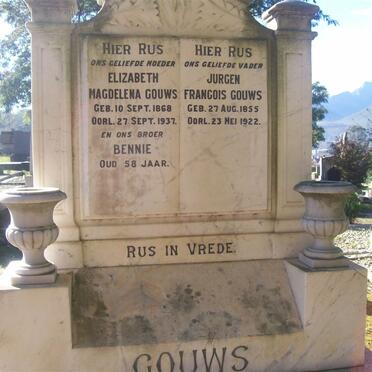 HIER RUS
ONS GELIEFDE MOEDER
ELIZABETH
MAGDELENA GOUWS
GEB. 10 SEPT. 1868
OORL. 27 SEPT. 1937.
EN ONS BROER
BENNIE
OUD 58 JAAR.
HIER RUS
ONS GELIEFDE VADER
JURGEN
FRANCOIS GOUWS
GEB. 27 AUG. 1855
OORL. 23 MEI 1922.
RUS IN VREDE.
GOUWS